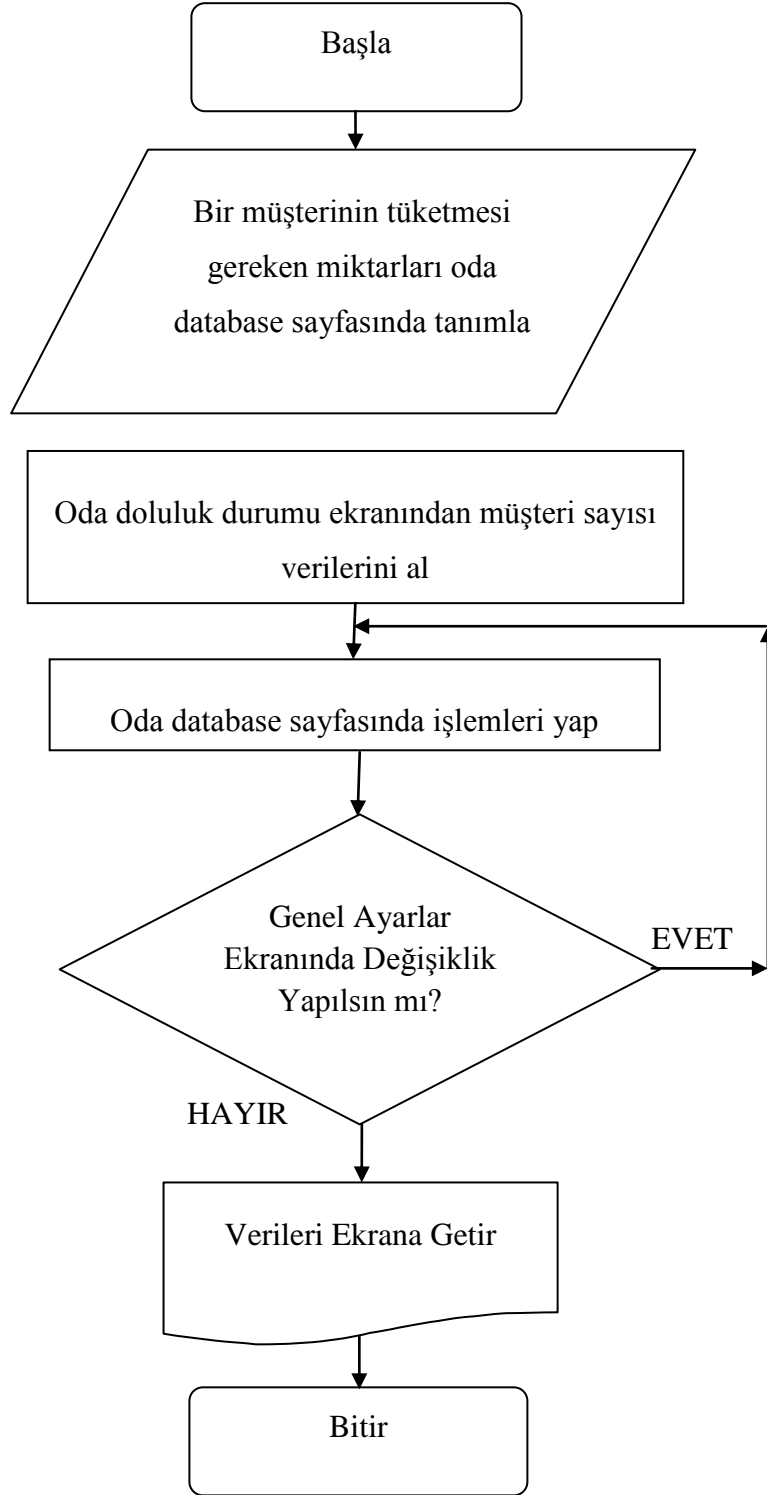 Başla
Bir müşterinin tüketmesi
gereken miktarları oda
database sayfasında tanımla
Oda doluluk durumu ekranından müşteri sayısı
verilerini al
Oda database sayfasında işlemleri yap
Genel Ayarlar
Ekranında Değişiklik
Yapılsın mı?
EVET
HAYIR
Verileri Ekrana Getir
Bitir